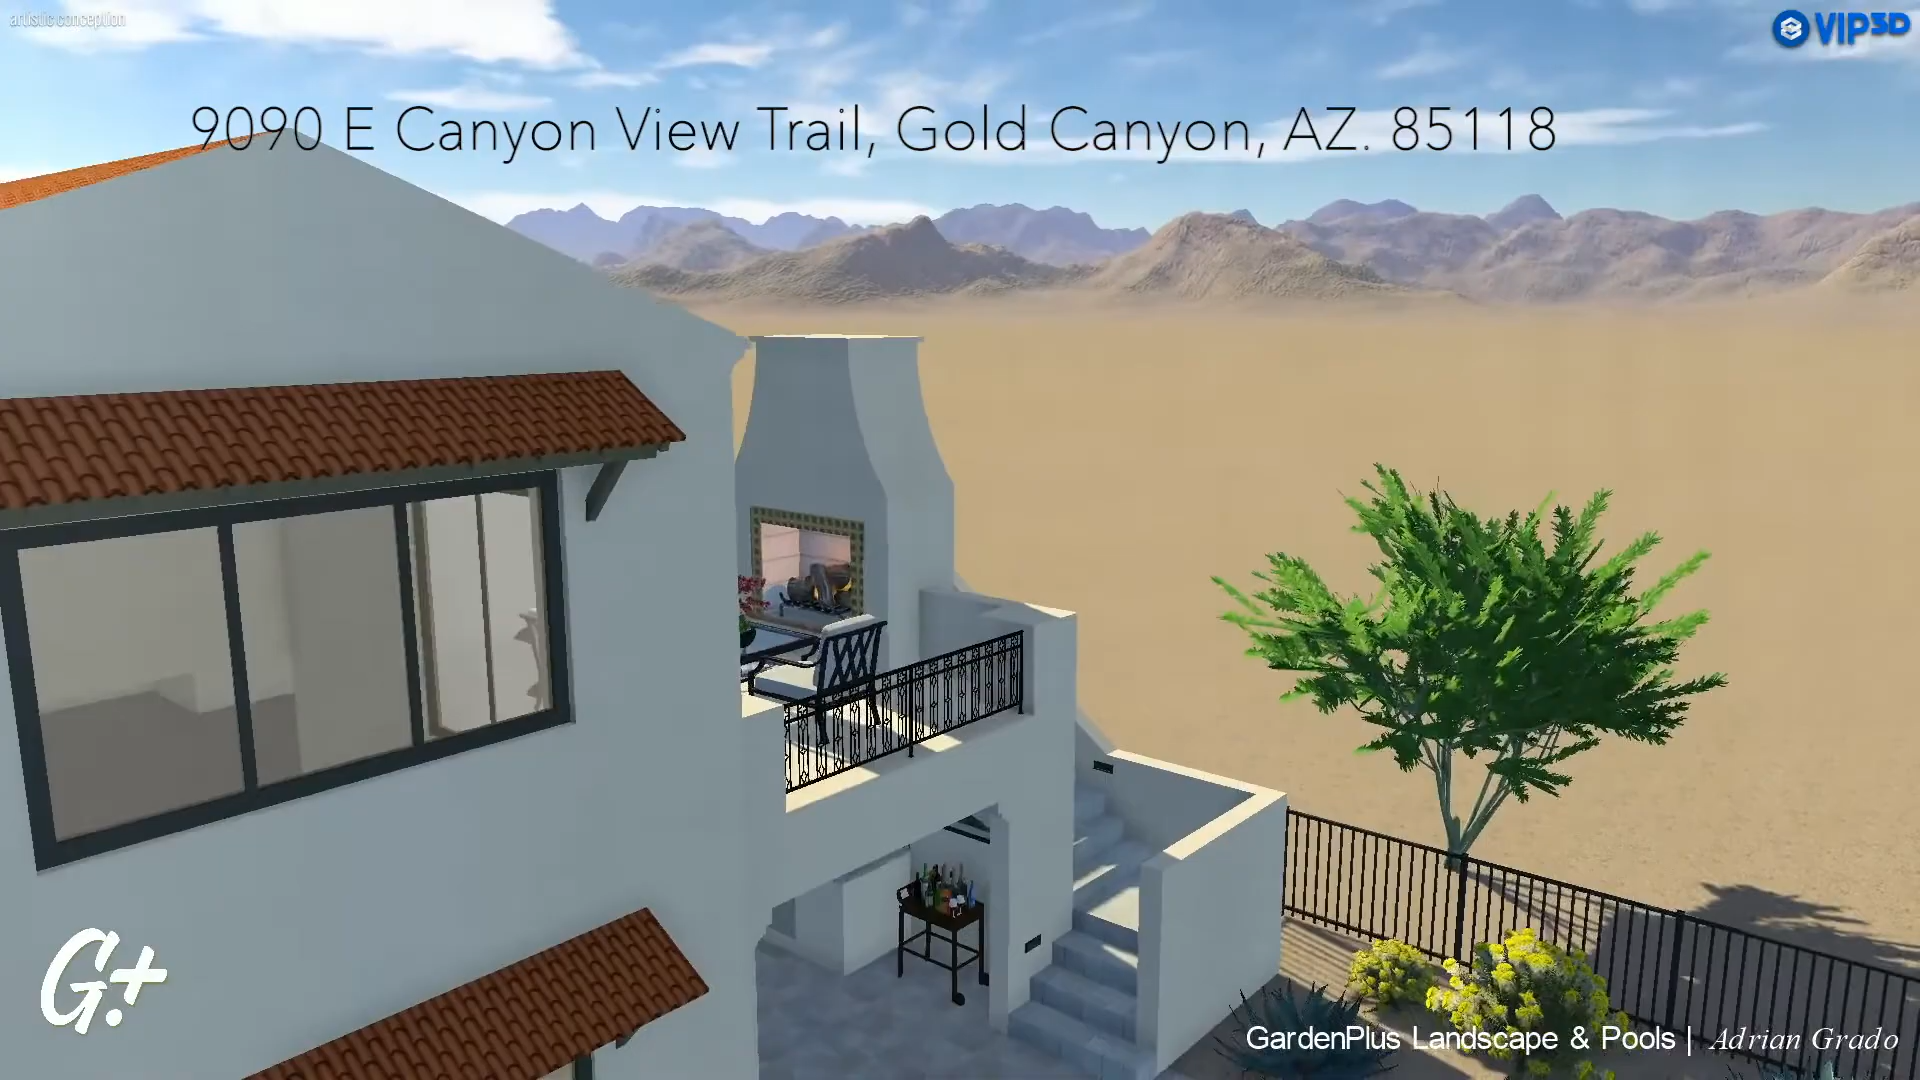 artistic conception
VIP3D
9090 E Canyon View Trail, Gold Canyon, AZ. 85118
G+
GardenPlus Landscape & Pools | Adrian Grado